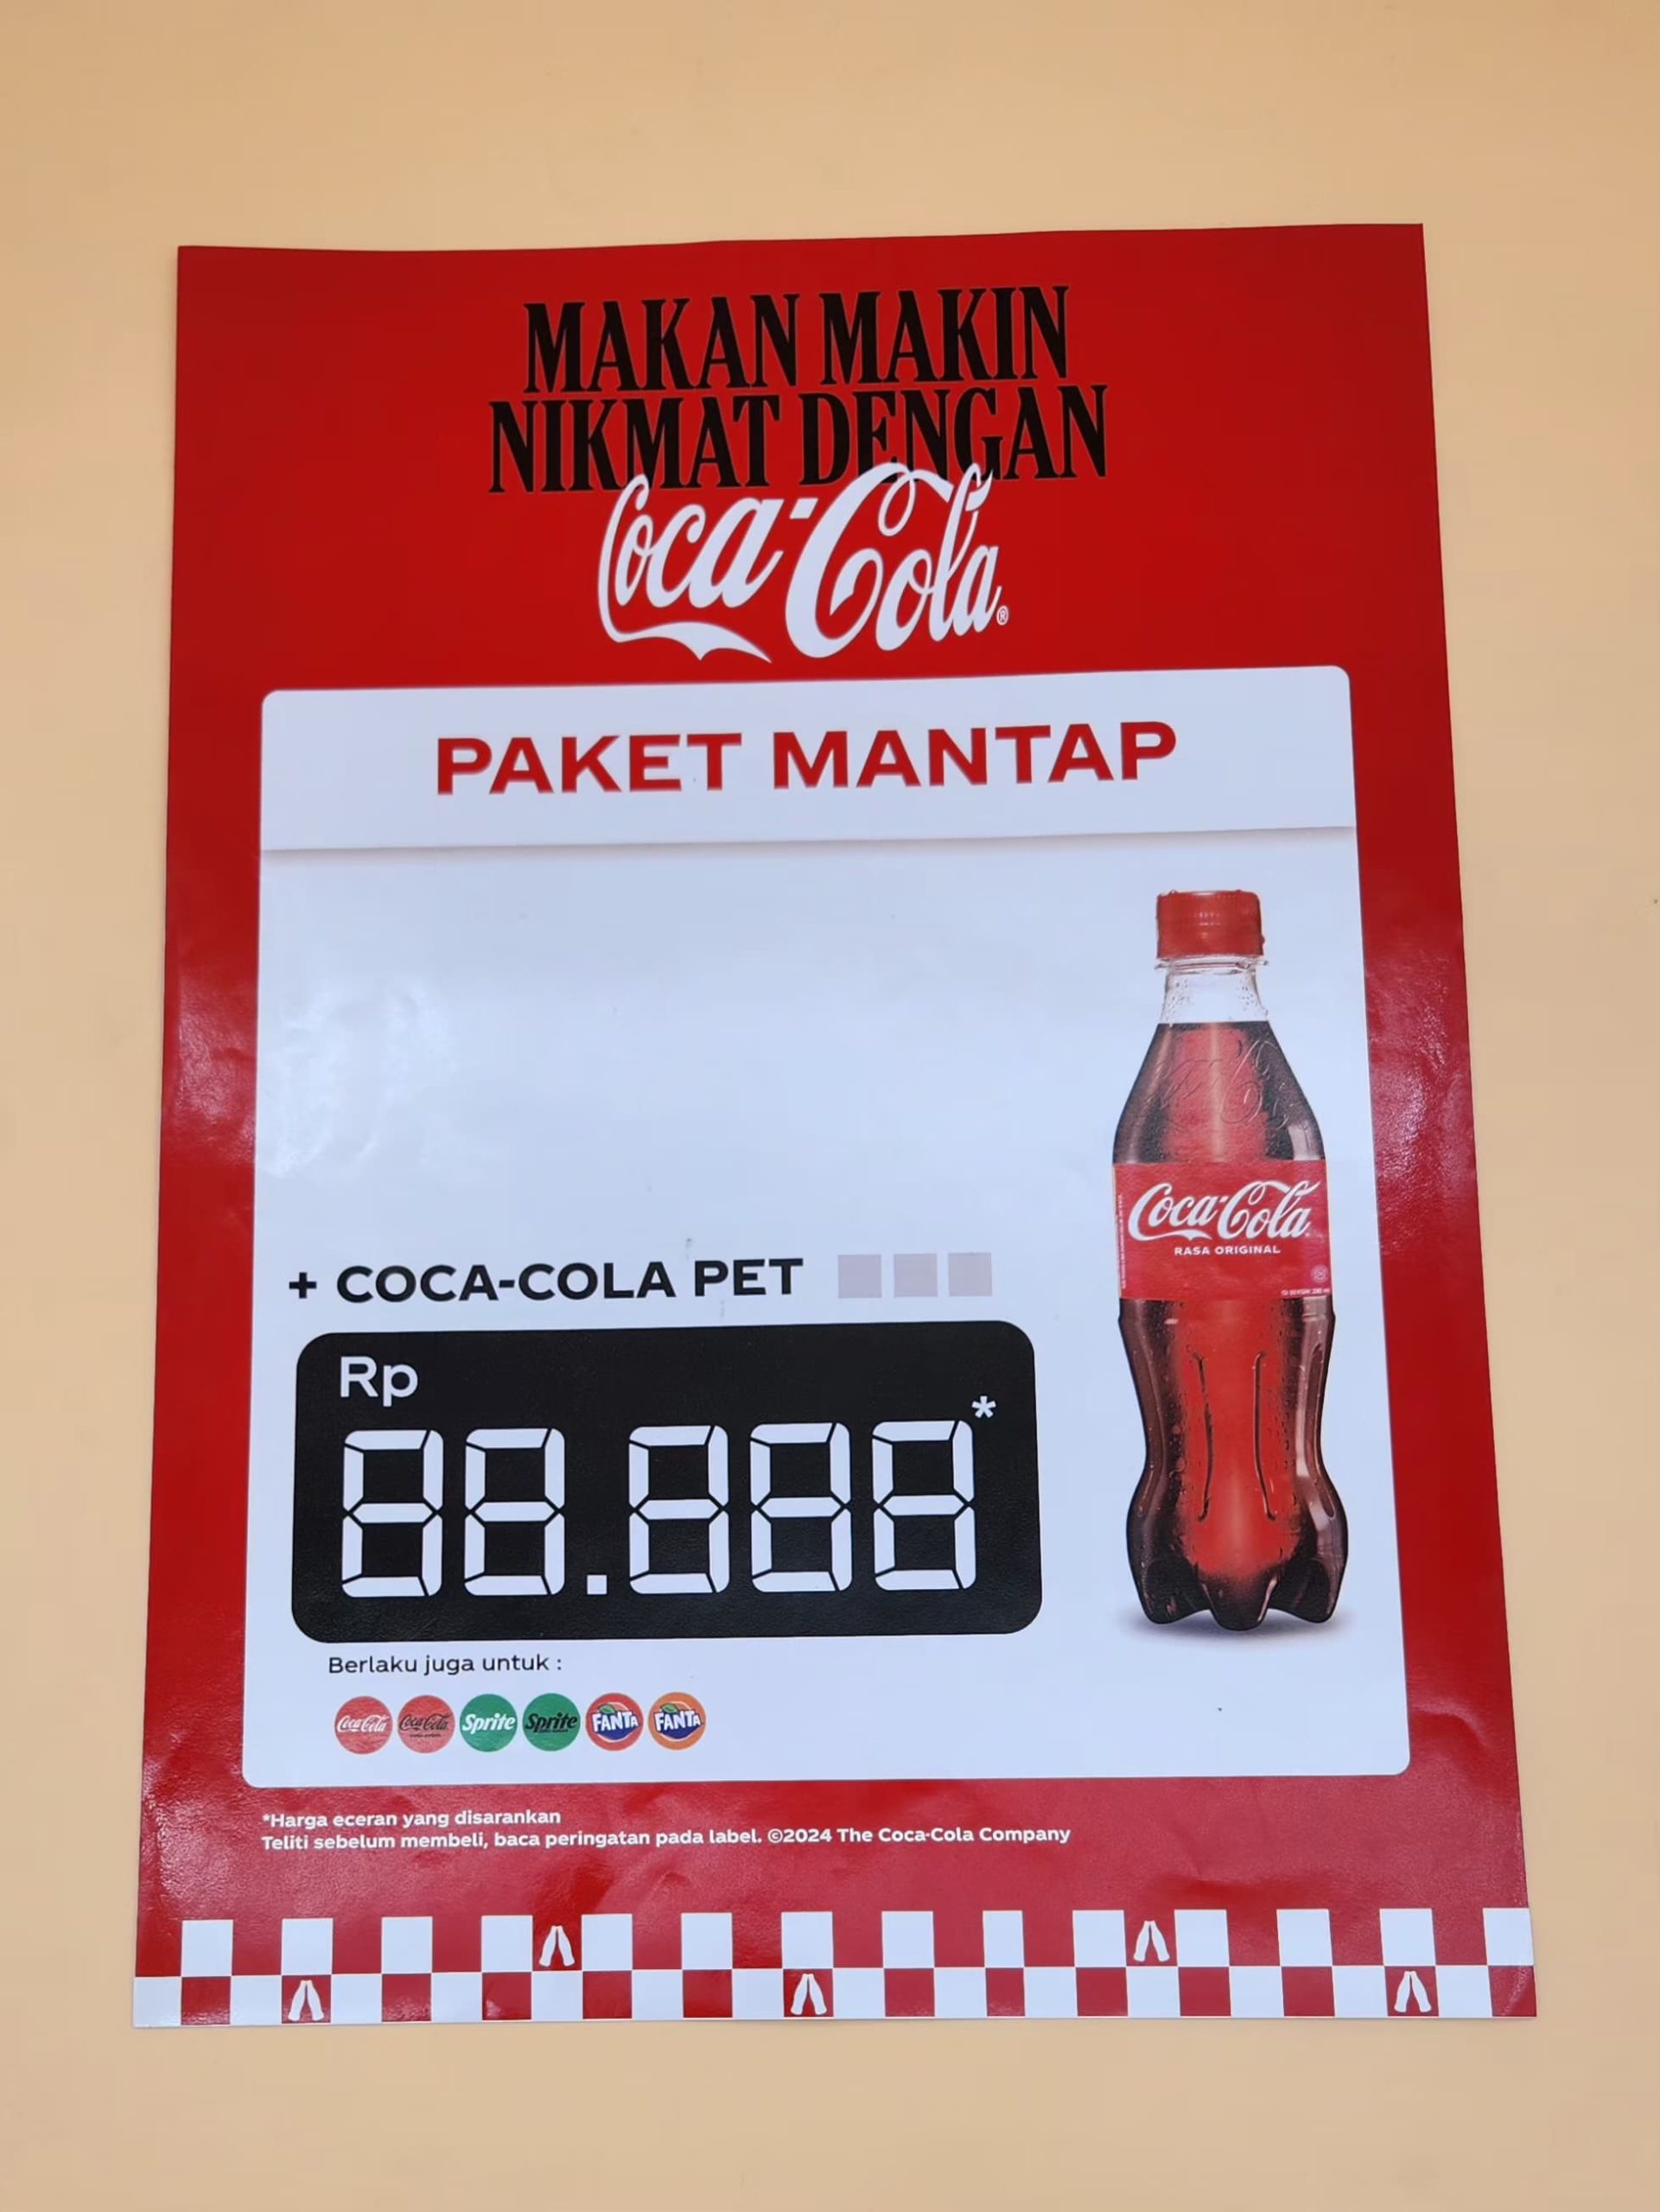 MAKAN MAKIN
NIKMAT DENGAN
Coca-Cola®
PAKET MANTAP
Coca-Cola
RASA ORIGINAL
+ COCA-COLA PET
Rp
88.888*
Berlaku juga untuk :
Coca-Cola Coca-Cola Sprite Sprite FANTA FANTA
*Harga eceran yang disarankan
Teliti sebelum membeli, baca peringatan pada label. ©2024 The Coca-Cola Company